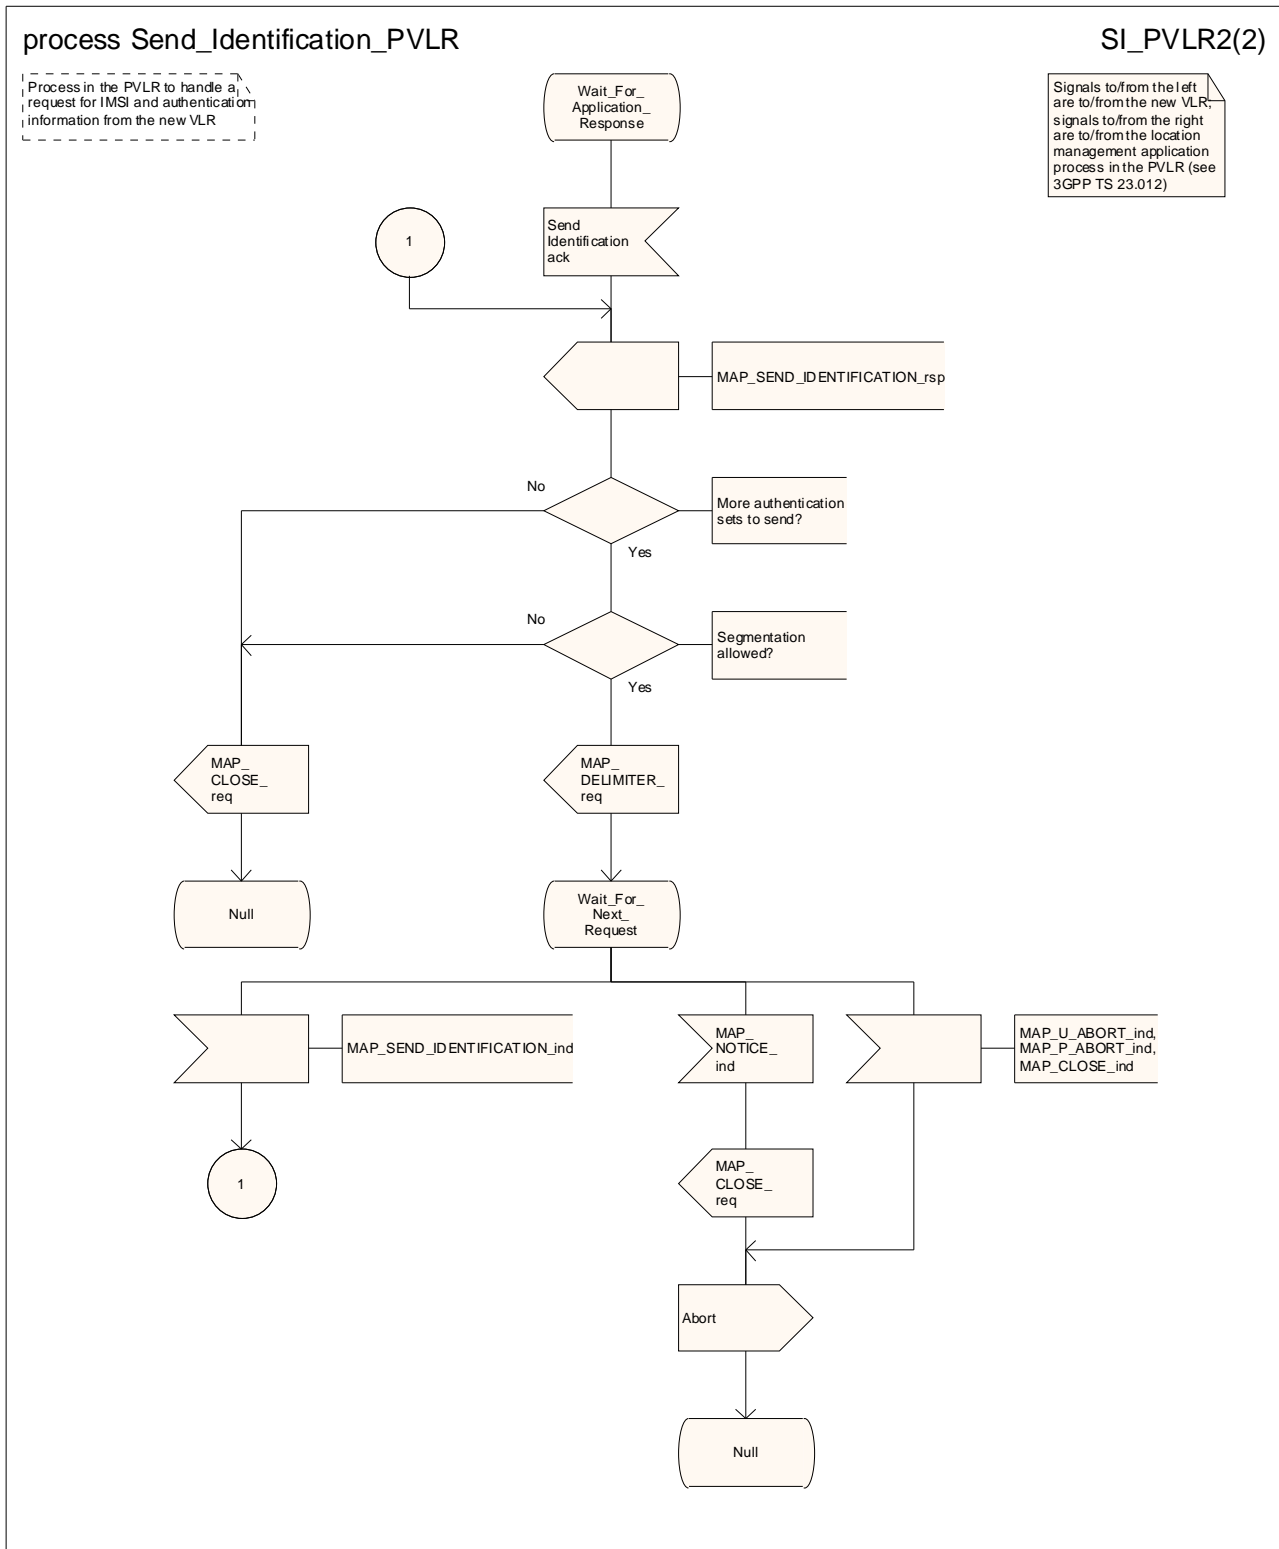 process Send_Identification_PVLR
SI_PVLR2(2)
Process in the PVLR to handle a
request for IMSI and authentication
information from the new VLR
Wait_For_
Application_
Response
Signals to/from the left
are to/from the new VLR;
signals to/from the right
are to/from the location
management application
process in the PVLR (see
3GPP TS 23.012)
1
Send
Identification
ack
MAP_SEND_IDENTIFICATION_rsp
No
More authentication
sets to send?
Yes
No
Segmentation
allowed?
Yes
MAP_
CLOSE_
req
MAP_
DELIMITER_
req
Null
Wait_For_
Next_
Request
MAP_SEND_IDENTIFICATION_ind
MAP_
NOTICE_
ind
MAP_U_ABORT_ind,
MAP_P_ABORT_ind,
MAP_CLOSE_ind
1
MAP_
CLOSE_
req
Abort
Null